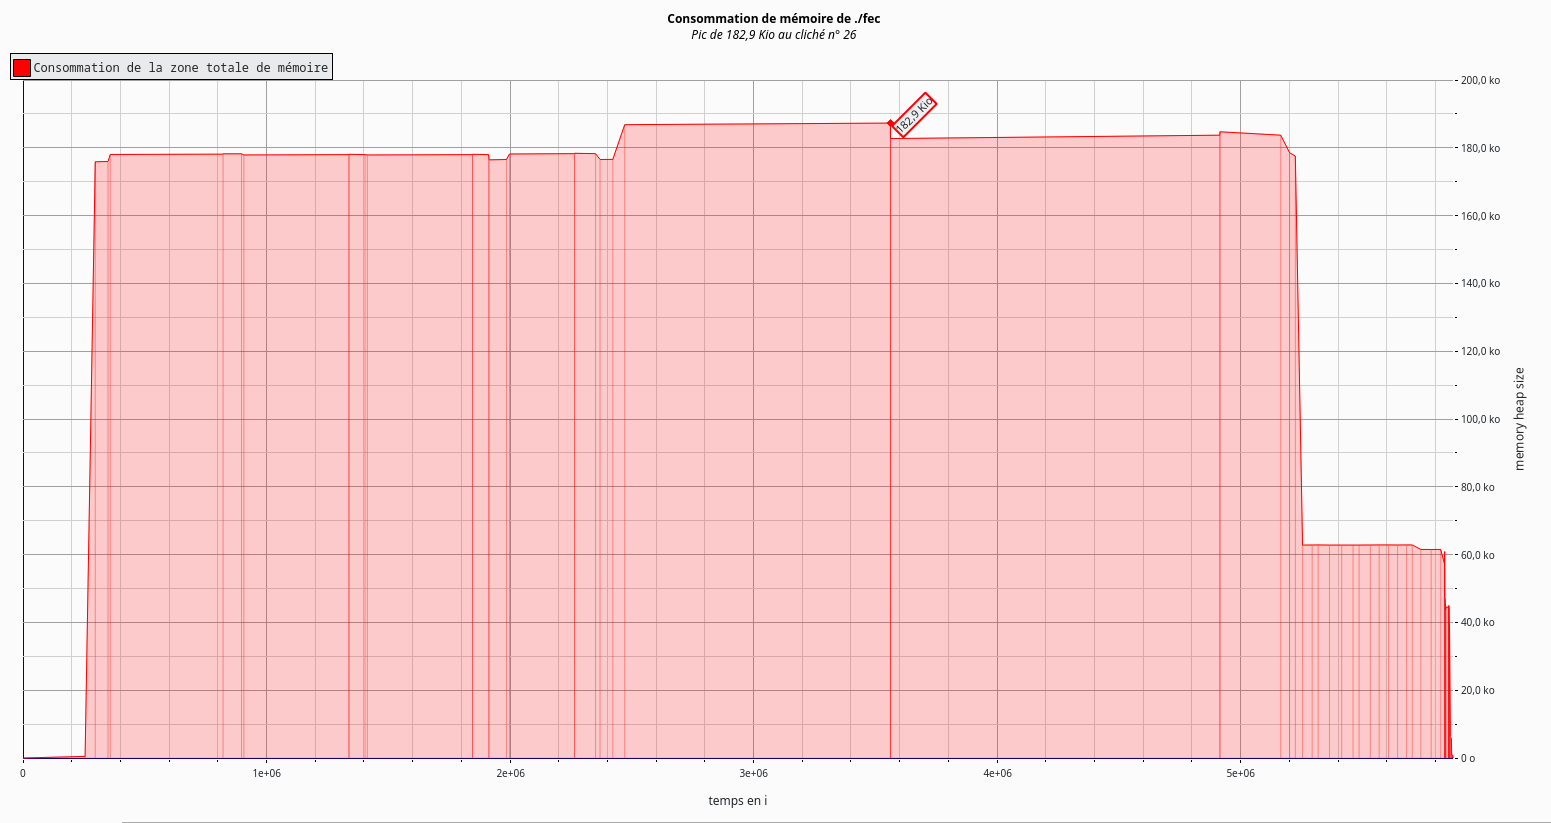 Consommation de mémoire de ./fec
Pic de 182,9 Kio au cliché n° 26
Consommation de la zone totale de mémoire
182,9 Kio
200,0 ko
180,0 ko
160,0 ko
140,0 ko
120,0 ko
100,0 ko
80,0 ko
60,0 ko
40,0 ko
20,0 ko
0 o
memory heap size
0
1e+06
2e+06
3e+06
4e+06
5e+06
temps en i